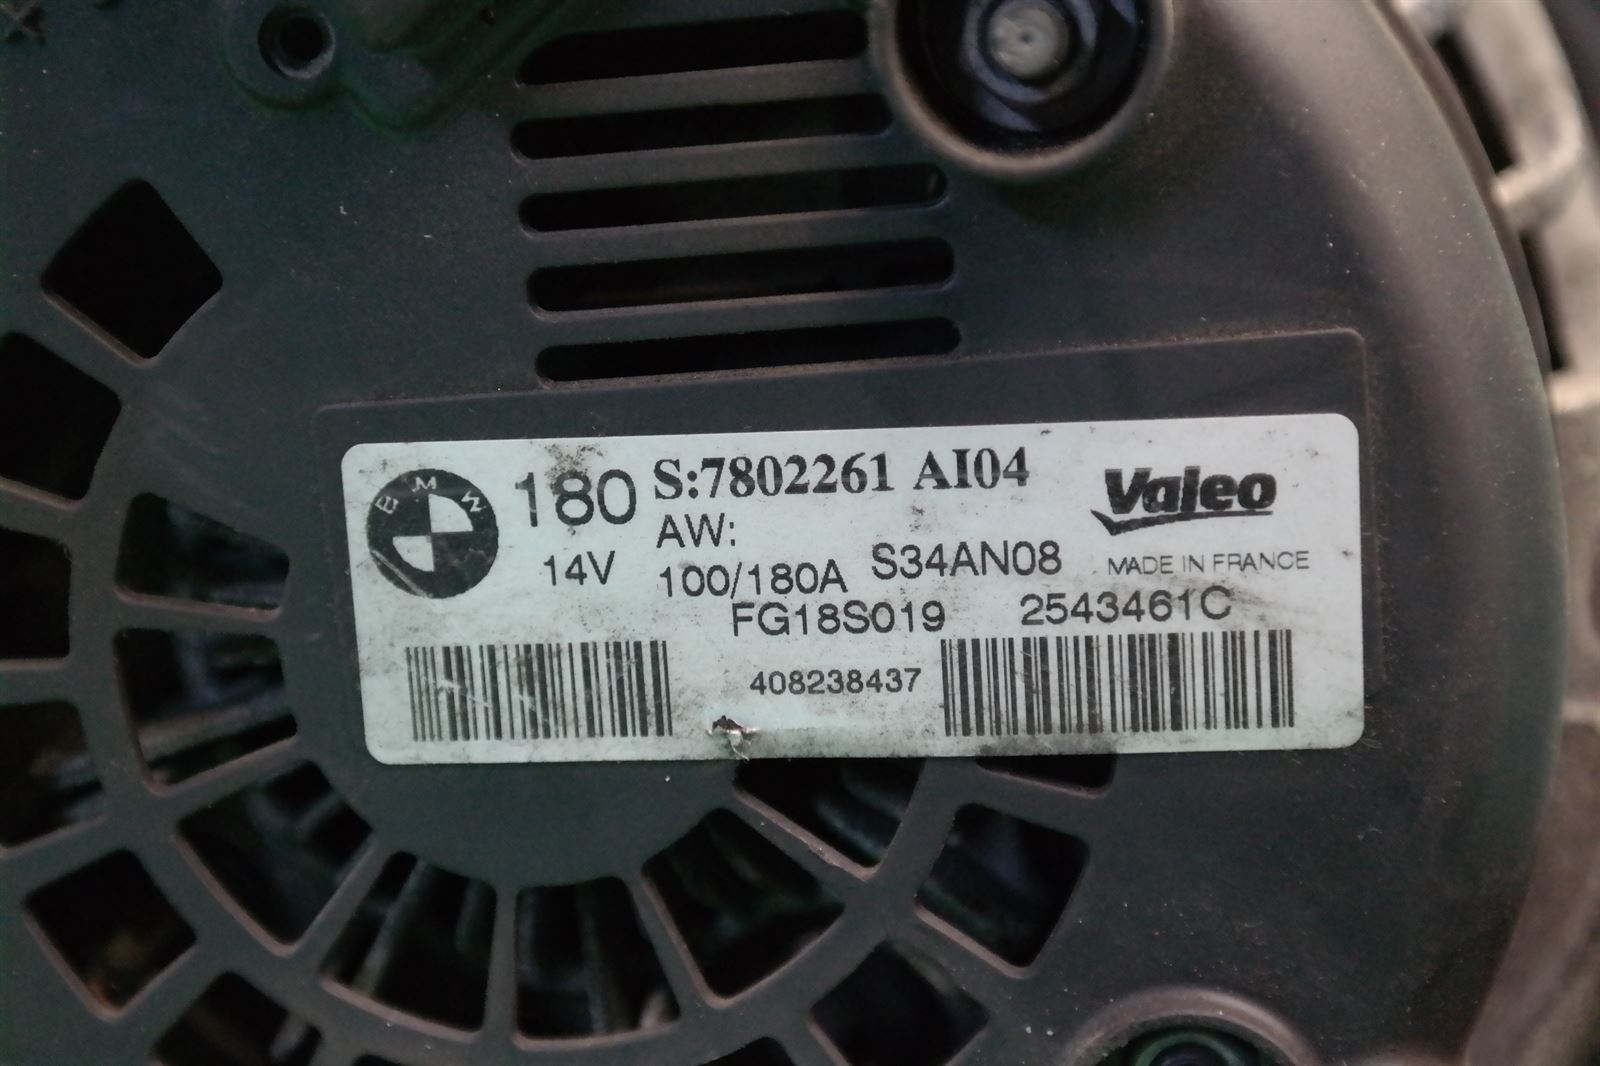 BMW
180 S:7802261 AI04 Valeo
AW:
14V 100/180A S34AN08 MADE IN FRANCE
FG18S019 2543461C
408238437